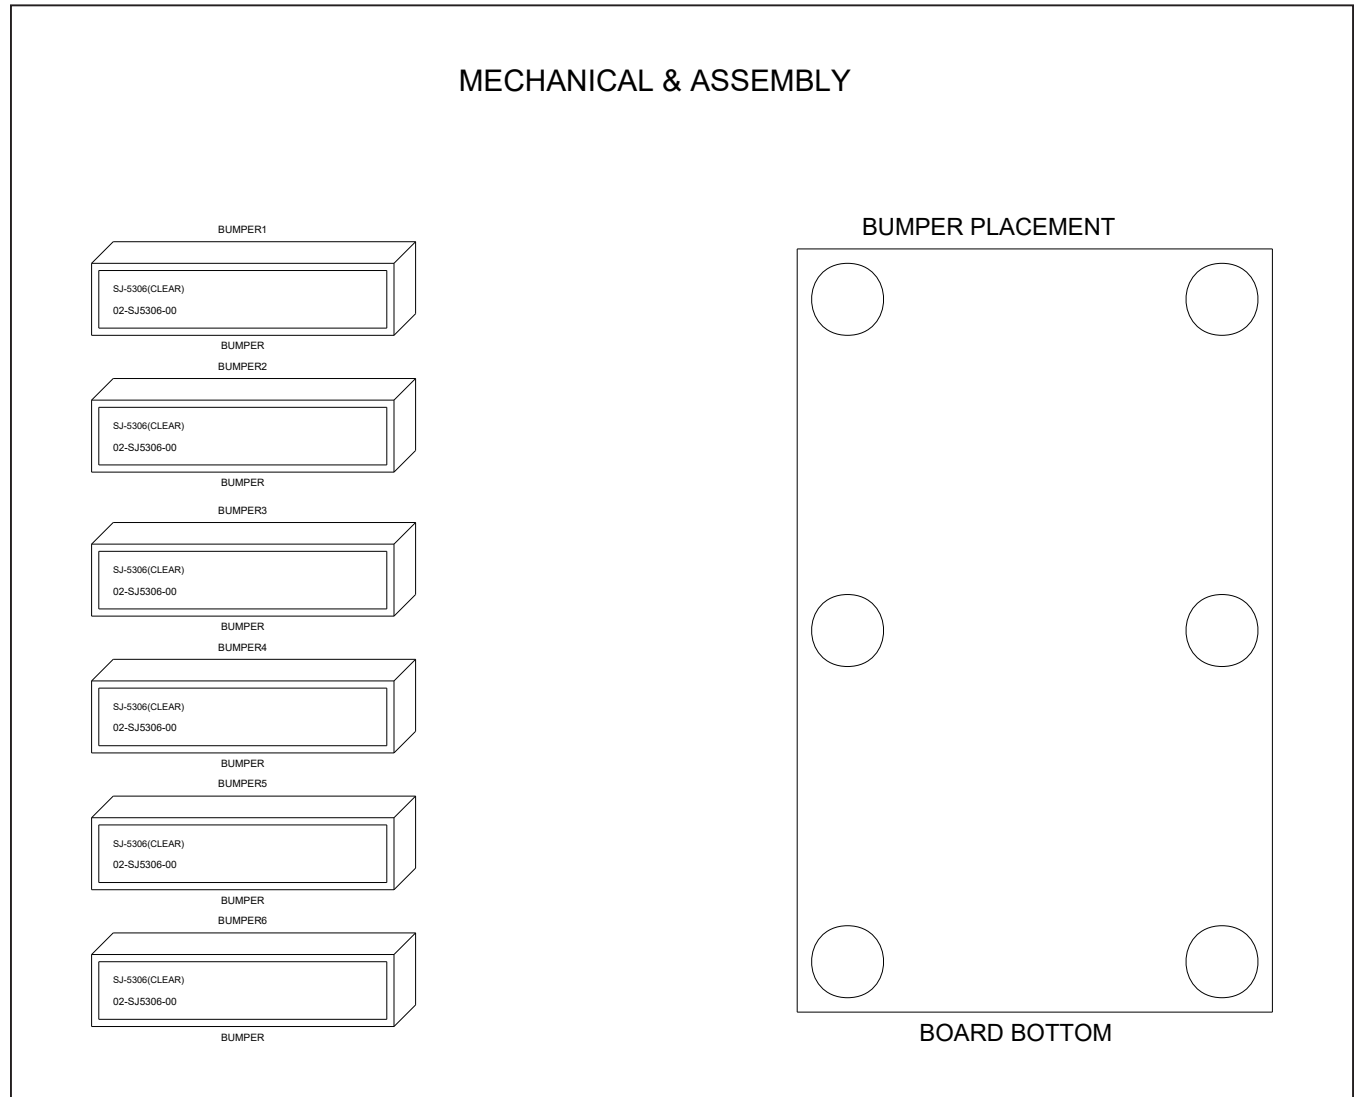 MECHANICAL & ASSEMBLY
BUMPER1
SJ-5306(CLEAR)
02-SJ5306-00
BUMPER
BUMPER2
SJ-5306(CLEAR)
02-SJ5306-00
BUMPER
BUMPER3
SJ-5306(CLEAR)
02-SJ5306-00
BUMPER
BUMPER4
SJ-5306(CLEAR)
02-SJ5306-00
BUMPER
BUMPER5
SJ-5306(CLEAR)
02-SJ5306-00
BUMPER
BUMPER6
SJ-5306(CLEAR)
02-SJ5306-00
BUMPER
BUMPER PLACEMENT
BOARD BOTTOM